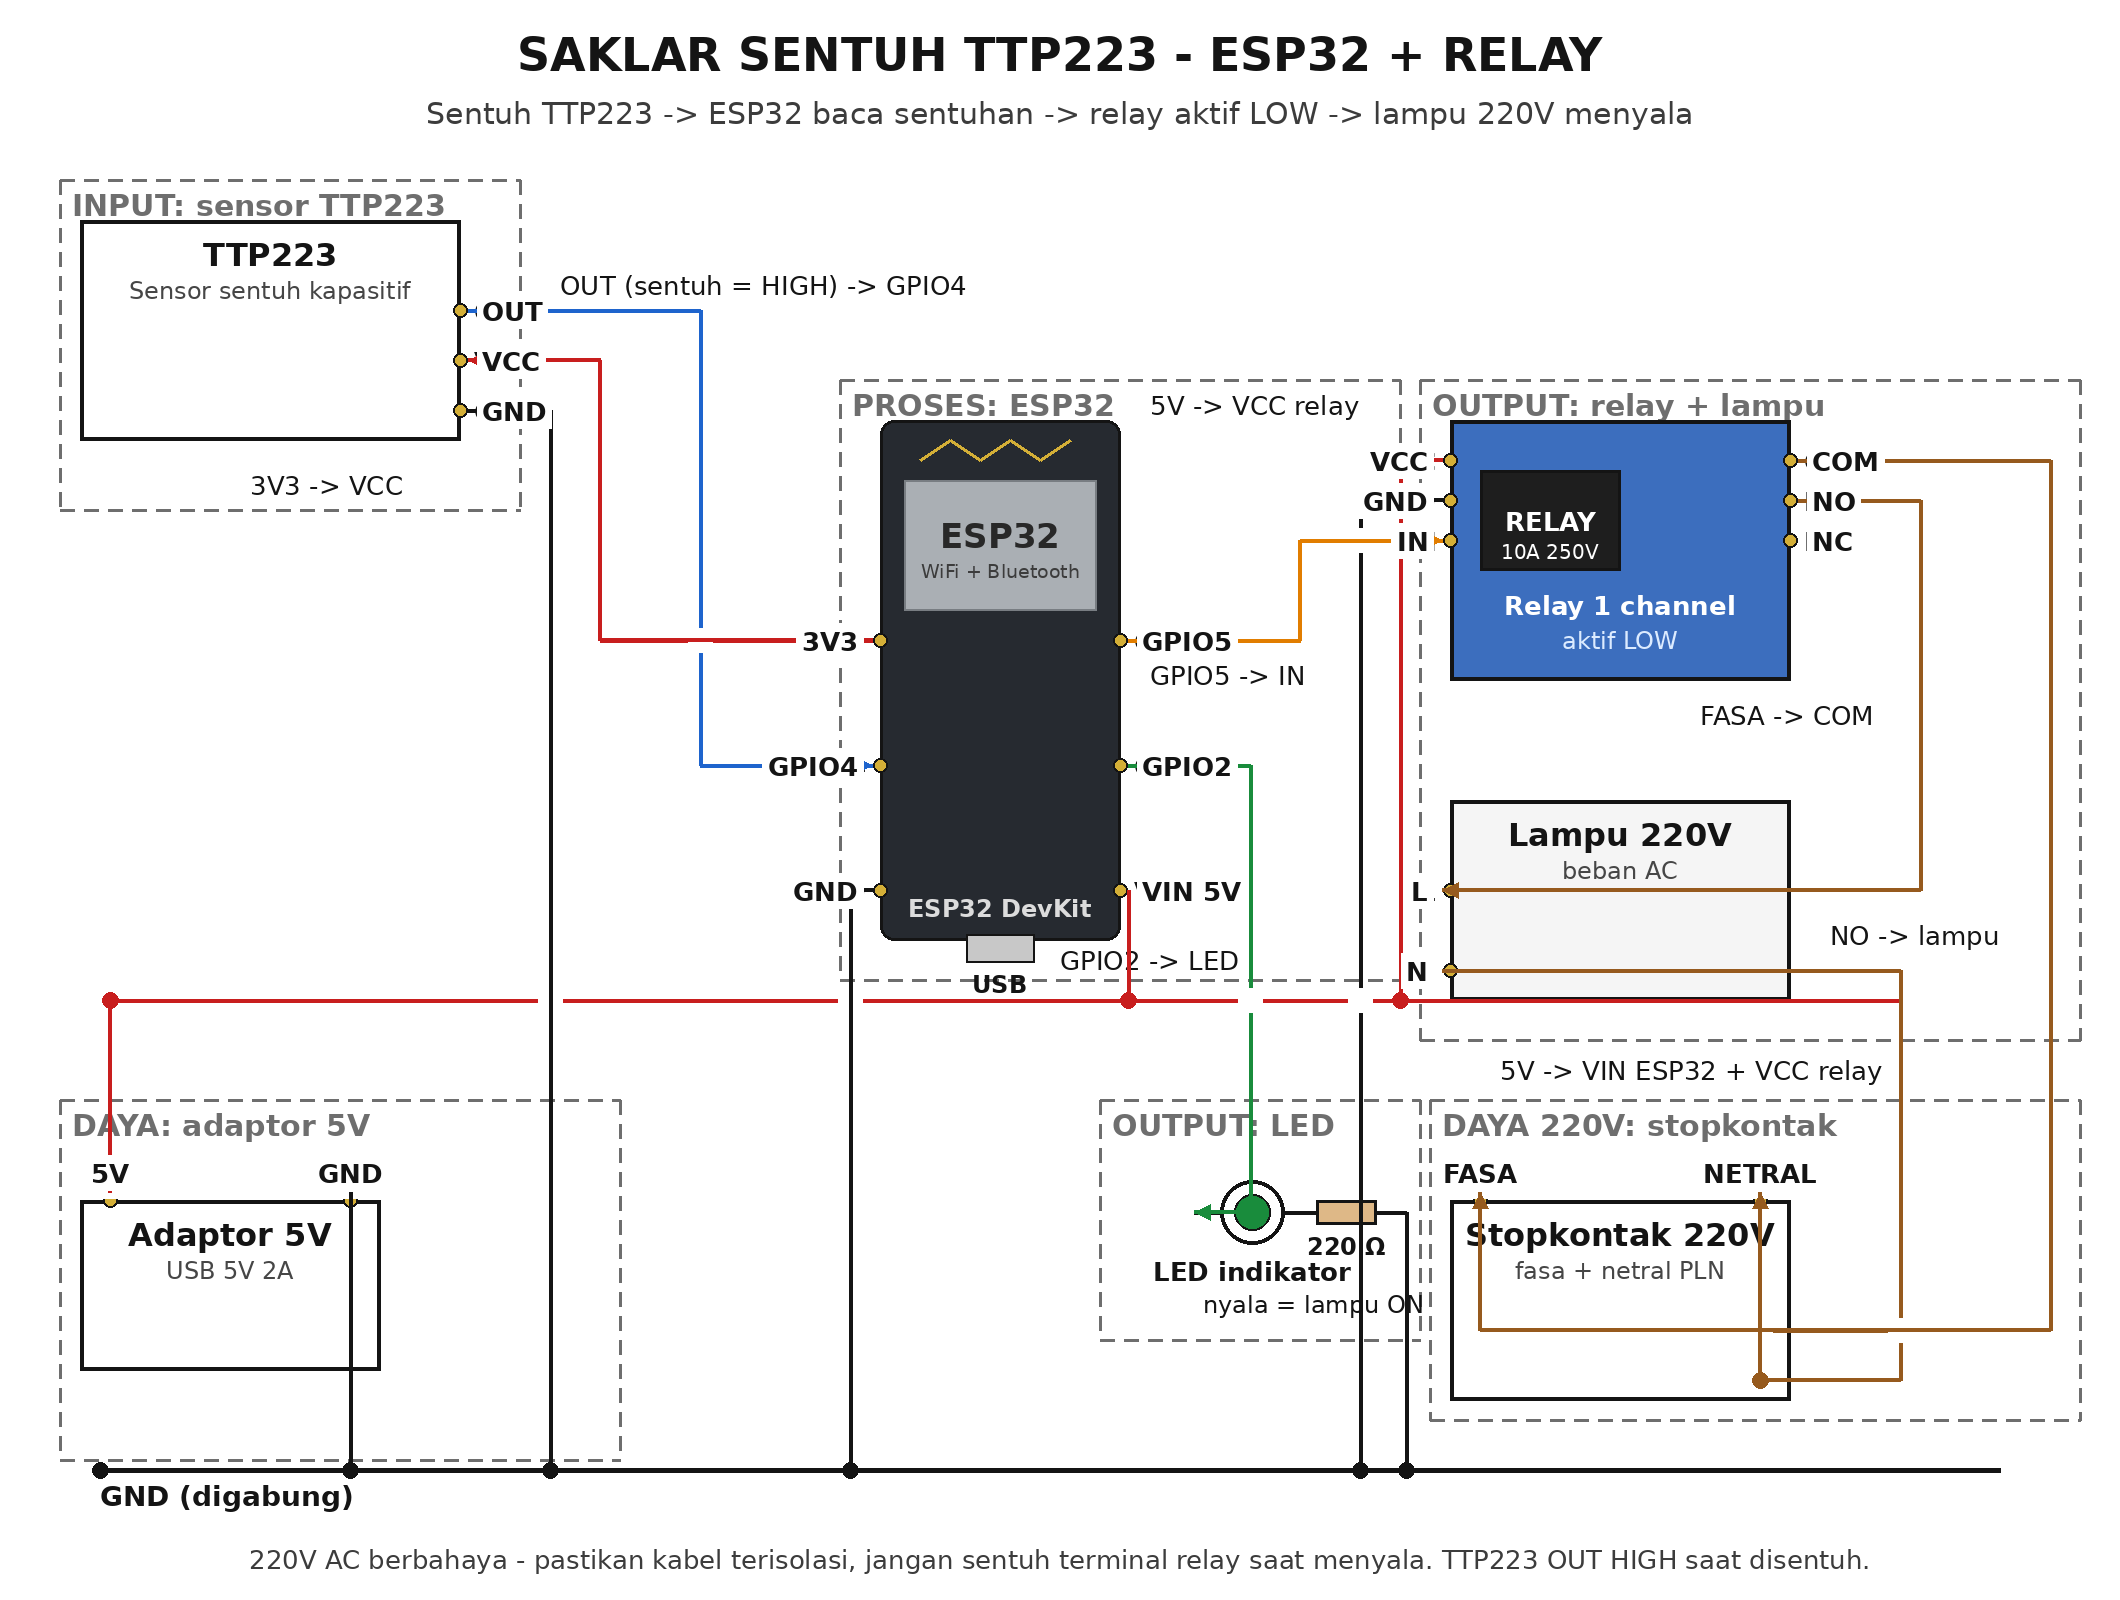 SAKLAR SENTUH TTP223 - ESP32 + RELAY
Sentuh TTP223 -> ESP32 baca sentuhan -> relay aktif LOW -> lampu 220V menyala
INPUT: sensor TTP223
TTP223
Sensor sentuh kapasitif
OUT
VCC
GND
3V3 -> VCC
OUT (sentuh = HIGH) -> GPIO4
PROSES: ESP32
5V -> VCC relay
ESP32
WiFi + Bluetooth
3V3
GPIO4
GND
GPIO5
GPIO5 -> IN
GPIO2
VIN 5V
ESP32 DevKit
GPIO2 -> LED
USB
OUTPUT: relay + lampu
VCC
GND
IN
RELAY
10A 250V
Relay 1 channel
aktif LOW
COM
NO
NC
FASA -> COM
Lampu 220V
beban AC
L
N
NO -> lampu
5V -> VIN ESP32 + VCC relay
DAYA: adaptor 5V
5V
GND
Adaptor 5V
USB 5V 2A
OUTPUT: LED
220 Ω
LED indikator
nyala = lampu ON
DAYA 220V: stopkontak
FASA
NETRAL
Stopkontak 220V
fasa + netral PLN
GND (digabung)
220V AC berbahaya - pastikan kabel terisolasi, jangan sentuh terminal relay saat menyala. TTP223 OUT HIGH saat disentuh.